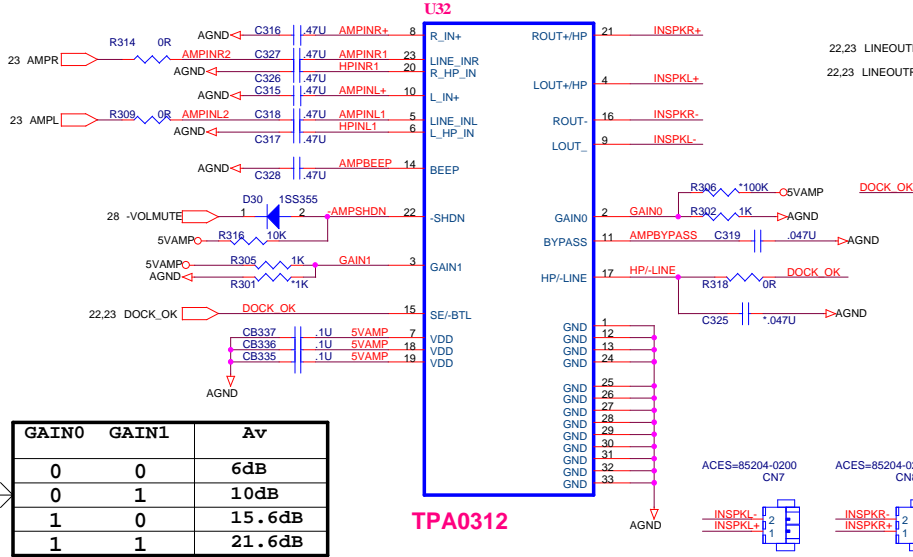 U32
AGND C316 .47U AMPINR+ 8 R_IN+ ROUT+/HP 21 INSPKR+
R314 0R
23 AMPR AMPINR2 C327 .47U AMPINR1 23 LINE_INR
AGND C326 .47U HPINR1 20 R_HP_IN
AGND C315 .47U AMPINL+ 10 L_IN+ LOUT+/HP 4 INSPKL+
23 AMPL R309 0R AMPINL2 C318 .47U AMPINL1 5 LINE_INL ROUT- 16 INSPKR-
AGND C317 .47U HPINL1 6 L_HP_IN LOUT_ 9 INSPKL-
AGND C328 .47U AMPBEEP 14 BEEP
22,23 LINEOUTL
22,23 LINEOUTR
D30 1SS355
28 -VOLMUTE 1 2 -AMPSHDN 22 -SHDN
5VAMP R316 10K
R306 *100K 5VAMP DOCK_OK
GAIN0 2 GAIN0 R302 1K AGND
BYPASS 11 AMPBYPASS C319 .047U AGND
5VAMP R305 1K GAIN1 3 GAIN1
AGND R301 *1K
HP/-LINE 17 HP/-LINE R318 0R DOCK_OK
C325 *.047U AGND
22,23 DOCK_OK DOCK_OK 15 SE/-BTL
CB337 .1U 5VAMP 7 VDD
CB336 .1U 5VAMP 18 VDD
CB335 .1U 5VAMP 19 VDD
AGND
GND 1
GND 12
GND 13
GND 24
GND 25
GND 26
GND 27
GND 28
GND 29
GND 30
GND 31
GND 32
GND 33
AGND
TPA0312
GAIN0 GAIN1 Av
0 0 6dB
0 1 10dB
1 0 15.6dB
1 1 21.6dB
ACES=85204-0200
CN7
INSPKL- 2
INSPKL+ 1
ACES=85204-02
CN8
INSPKR- 2
INSPKR+ 1